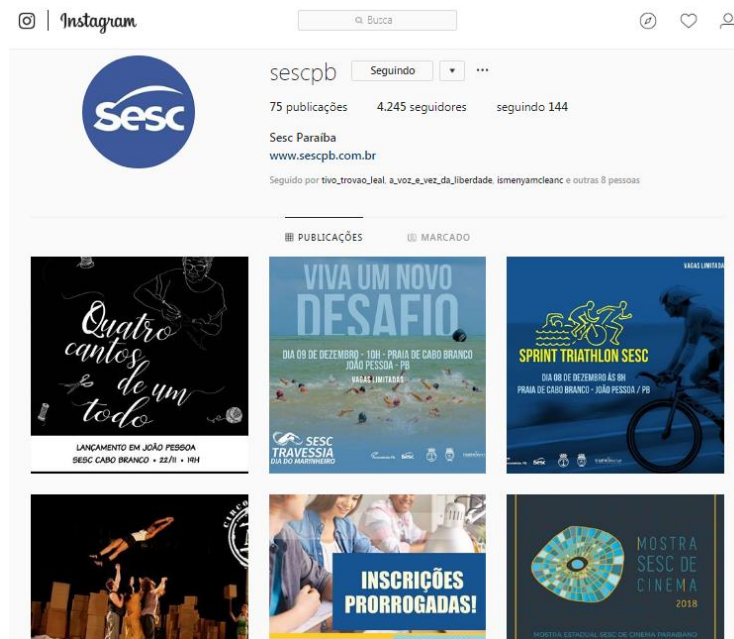 Instagram
Busca
sescpb Seguindo
75 publicações 4.245 seguidores seguindo 144
Sesc Paraíba
www.sescpb.com.br
Seguido por tivo_trovao_leal, a_voz_e_vez_da_liberdade, ismenyamcleanc e outras 8 pessoas
Sesc
PUBLICAÇÕES MARCADO
Quatro
cantos
de um
todo
LANÇAMENTO EM JOÃO PESSOA
SESC CABO BRANCO • 22/11 • 19H
VIVA UM NOVO
DESAFIO
DIA 09 DE DEZEMBRO - 10H - PRAIA DE CABO BRANCO
JOÃO PESSOA - PB
VAGAS LIMITADAS
SESC
TRAVESSIA
DIA DO MARINHEIRO
Sesc
VAGAS LIMITADA
SPRINT TRIATHLON SESC
DIA 08 DE DEZEMBRO ÀS 8H
PRAIA DE CABO BRANCO - JOÃO PESSOA / PB
Sesc
CIRCO
INSCRIÇÕES
PRORROGADAS!
MOSTRA
SESC DE
CINEMA
2018
MOSTRA ESTADUAL SESC DE CINEMA PARAIBANO